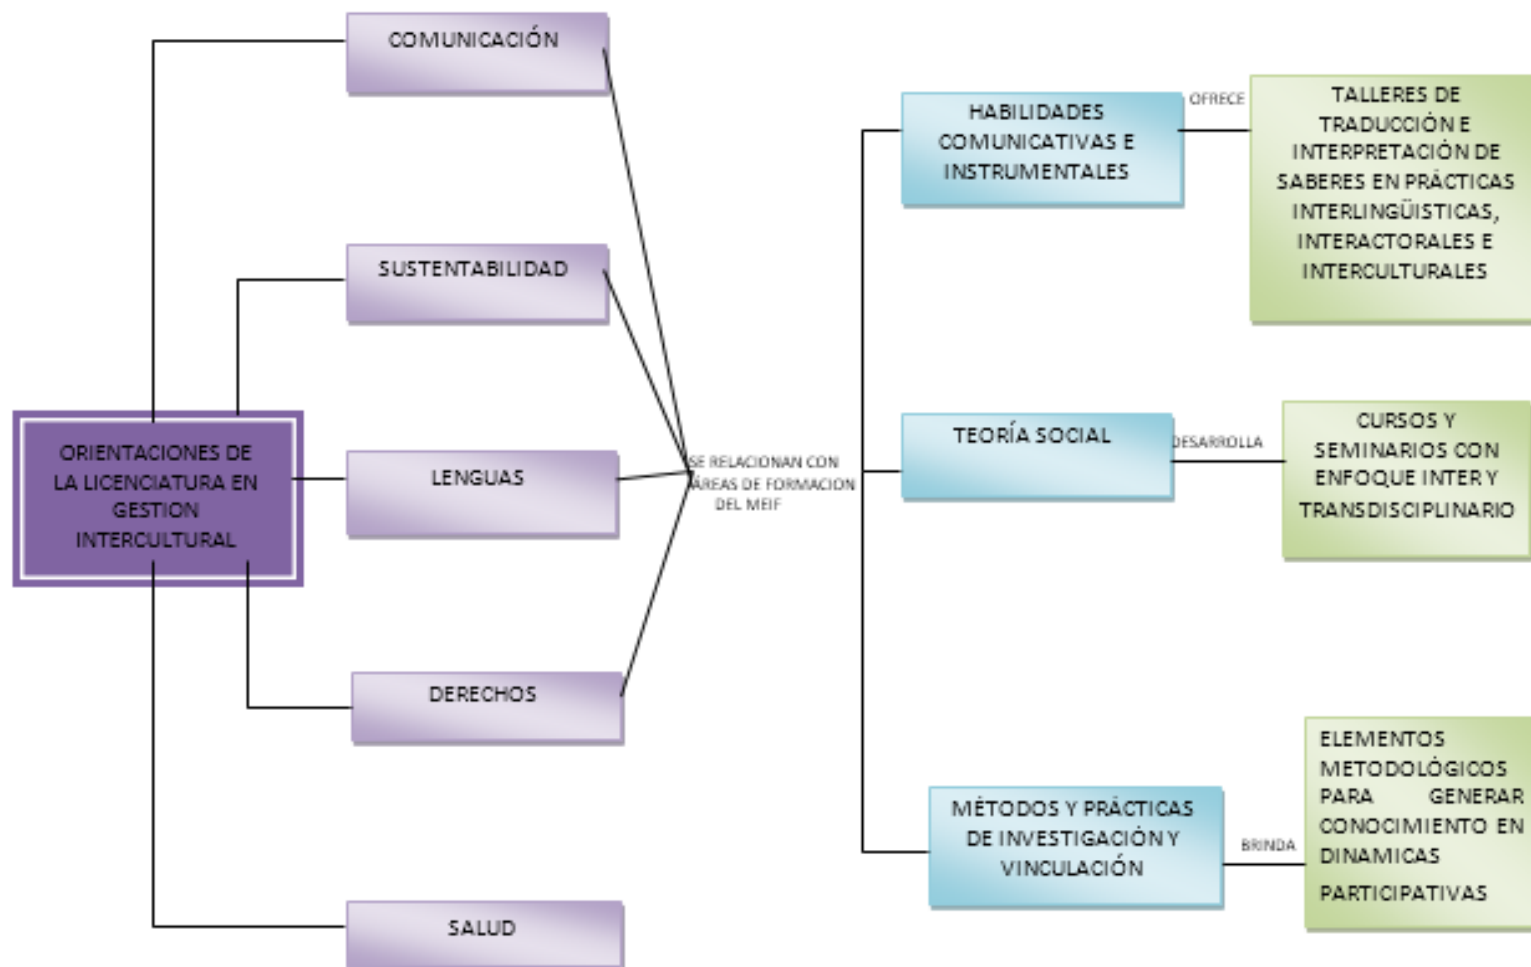 COMUNICACIÓN
SUSTENTABILIDAD
ORIENTACIONES DE
LA LICENCIATURA EN
GESTION
INTERCULTURAL
LENGUAS
DERECHOS
SALUD
SE RELACIONAN CON
ÁREAS DE FORMACION
DEL MEIF
HABILIDADES
COMUNICATIVAS E
INSTRUMENTALES
OFRECE
TALLERES DE
TRADUCCIÓN E
INTERPRETACIÓN DE
SABERES EN PRÁCTICAS
INTERLINGÜISTICAS,
INTERACTORALES E
INTERCULTURALES
TEORÍA SOCIAL
DESARROLLA
CURSOS Y
SEMINARIOS CON
ENFOQUE INTER Y
TRANSDISCIPLINARIO
MÉTODOS Y PRÁCTICAS
DE INVESTIGACIÓN Y
VINCULACIÓN
BRINDA
ELEMENTOS
METODOLÓGICOS
PARA GENERAR
CONOCIMIENTO EN
DINAMICAS
PARTICIPATIVAS